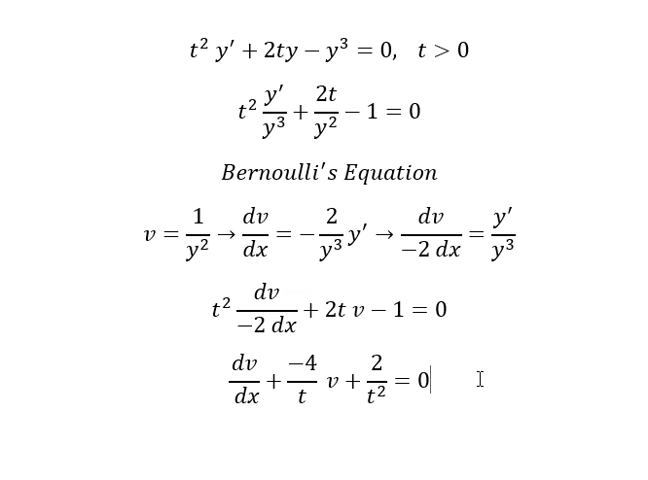 t² y′ + 2ty − y³ = 0, t > 0
t² y′/y³ + 2t/y² − 1 = 0
Bernoulli′s Equation
v = 1/y² → dv/dx = − 2/y³ y′ → dv/−2 dx = y′/y³
t² dv/−2 dx + 2t v − 1 = 0
dv/dx + −4/t v + 2/t² = 0